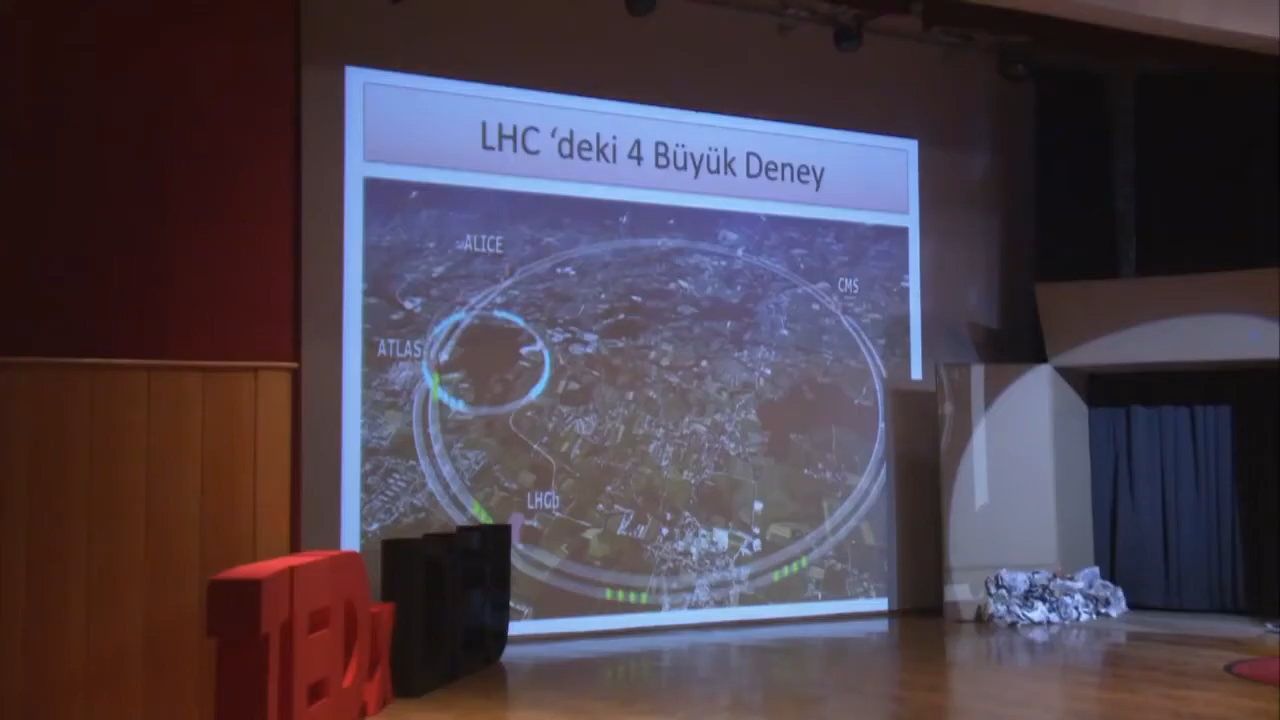 LHC ‘deki 4 Büyük Deney
ALICE
CMS
ATLAS
LHCb
TEDx